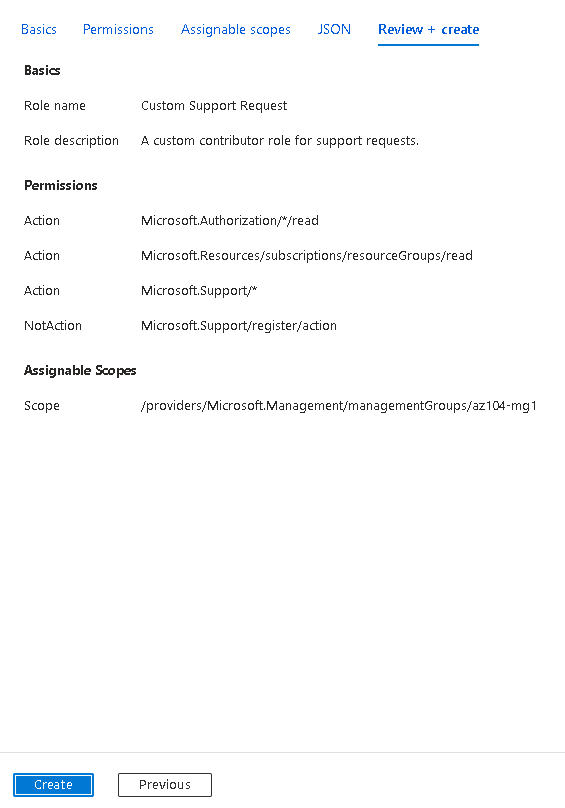 Basics Permissions Assignable scopes JSON Review + create
Basics
Role name Custom Support Request
Role description A custom contributor role for support requests.
Permissions
Action Microsoft.Authorization/*/read
Action Microsoft.Resources/subscriptions/resourceGroups/read
Action Microsoft.Support/*
NotAction Microsoft.Support/register/action
Assignable Scopes
Scope /providers/Microsoft.Management/managementGroups/az104-mg1
Create Previous